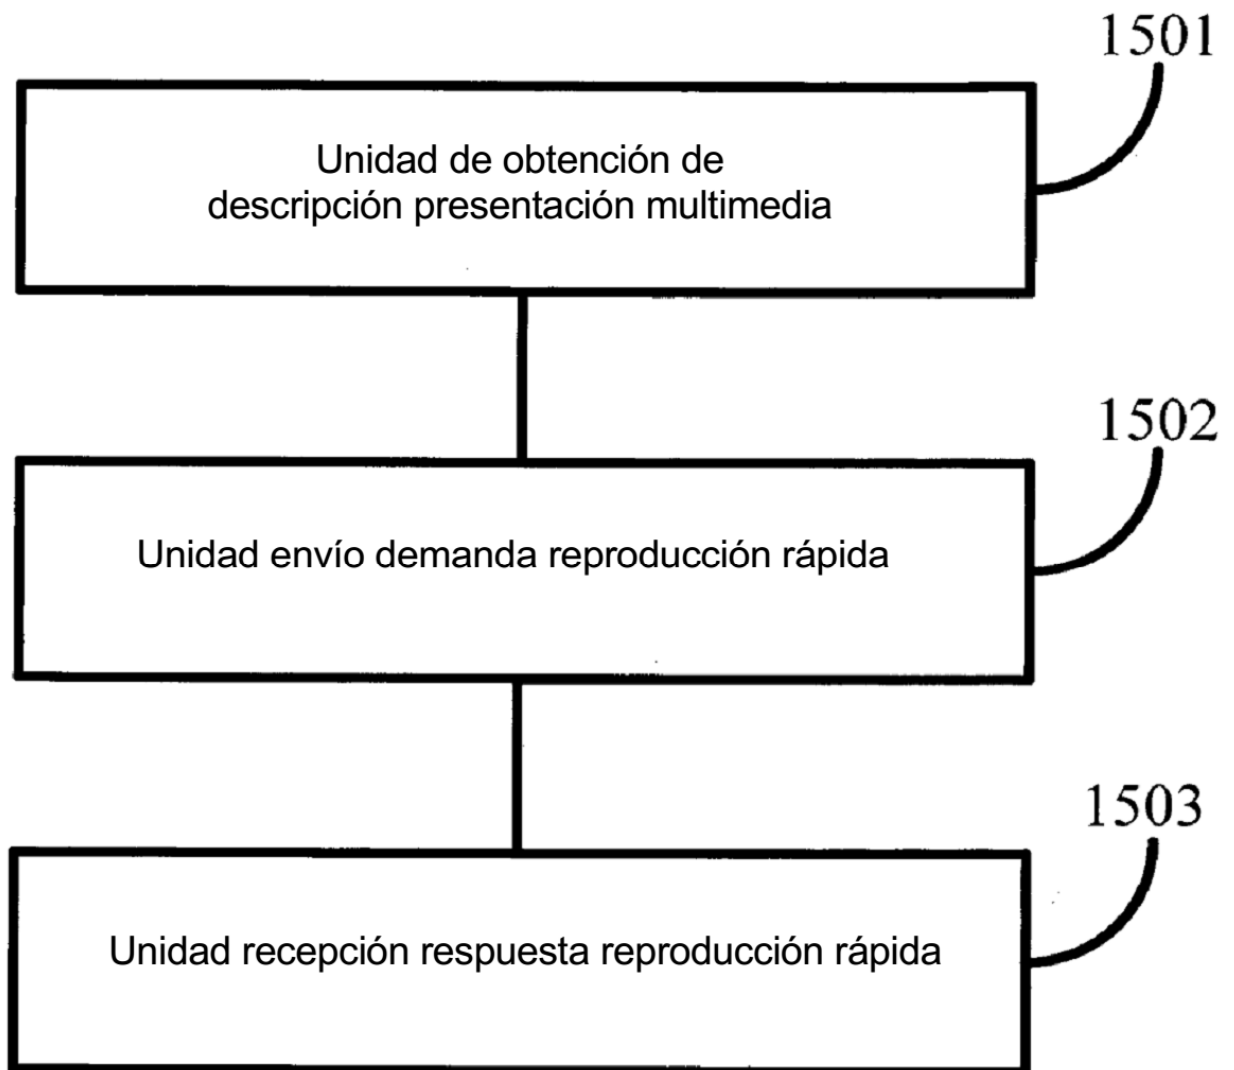 1501
Unidad de obtención de
descripción presentación multimedia
1502
Unidad envío demanda reproducción rápida
1503
Unidad recepción respuesta reproducción rápida